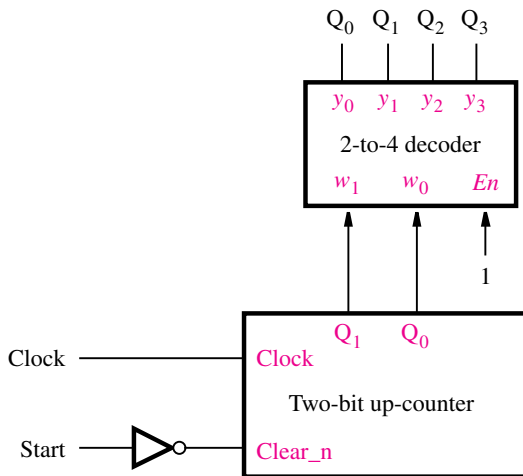 Q0 Q1 Q2 Q3
y0 y1 y2 y3
2-to-4 decoder
w1 w0 En
1
Q1 Q0
Clock Clock
Two-bit up-counter
Start Clear_n